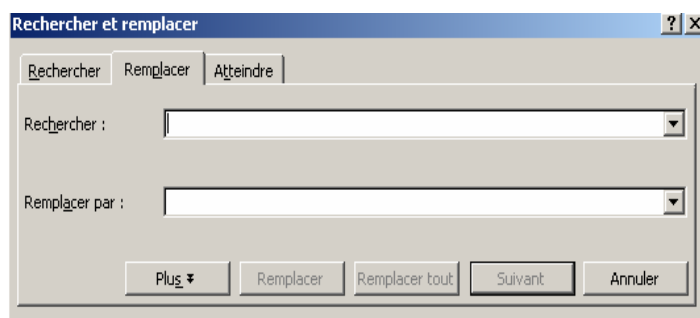 Rechercher et remplacer
Rechercher Remplacer Atteindre
Rechercher :
Remplacer par :
Plus Remplacer Remplacer tout Suivant Annuler